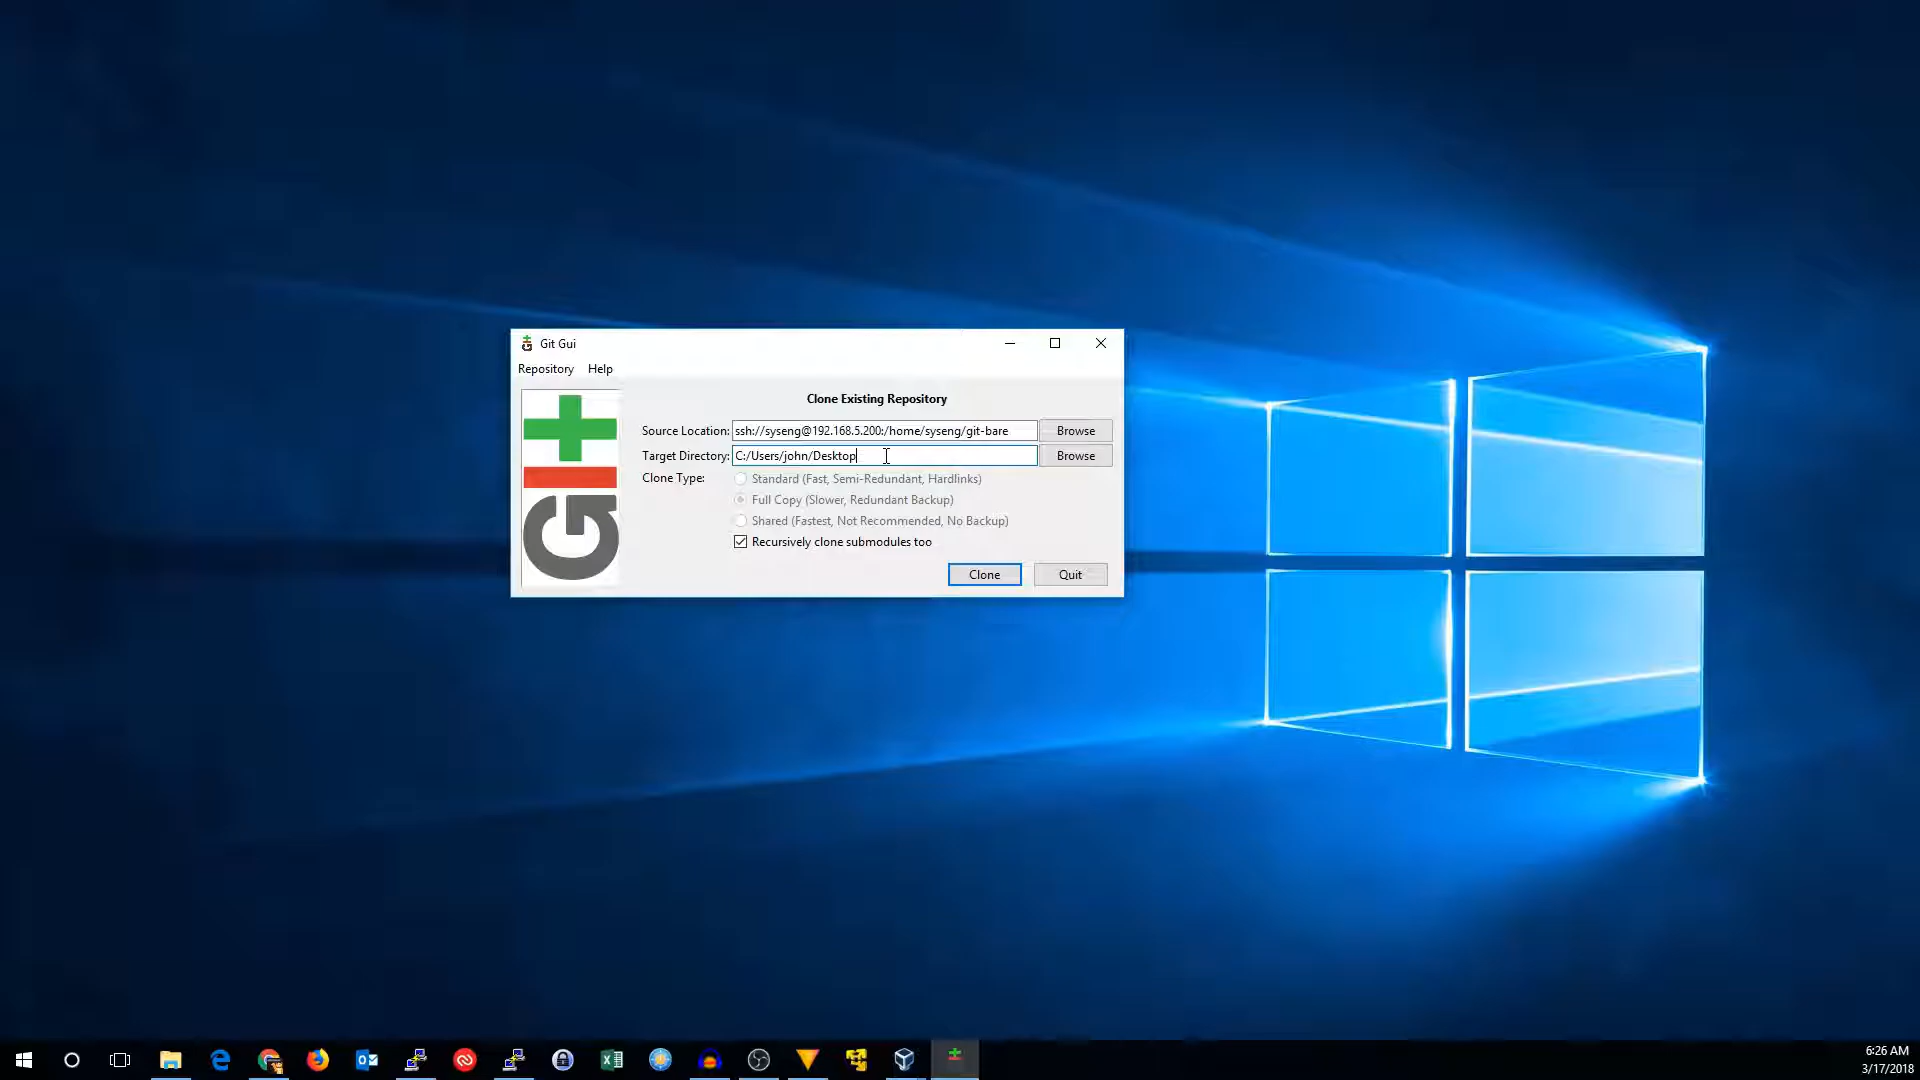 Git Gui
Repository Help
Clone Existing Repository
Source Location: ssh://syseng@192.168.5.200:/home/syseng/git-bare Browse
Target Directory: C:/Users/john/Desktop Browse
Clone Type: Standard (Fast, Semi-Redundant, Hardlinks)
Full Copy (Slower, Redundant Backup)
Shared (Fastest, Not Recommended, No Backup)
Recursively clone submodules too
Clone Quit
6:26 AM
3/17/2018